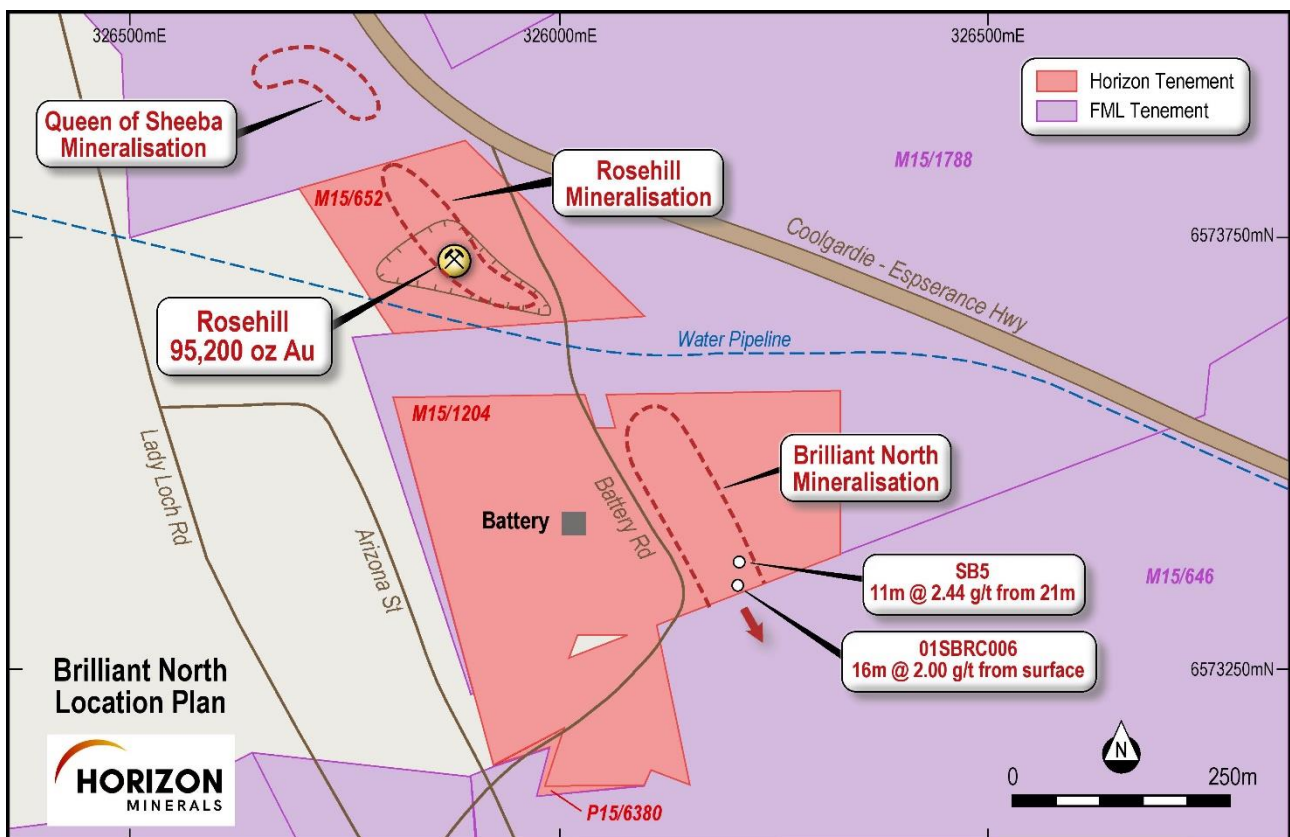 326500mE
326000mE
326500mE
Horizon Tenement
FML Tenement
Queen of Sheeba
Mineralisation
M15/1788
Rosehill
Mineralisation
M15/652
6573750mN
Coolgardie - Espserance Hwy
Rosehill
95,200 oz Au
Water Pipeline
M15/1204
Lady Loch Rd
Arizona St
Battery Rd
Brilliant North
Mineralisation
Battery
SB5
11m @ 2.44 g/t from 21m
M15/646
01SBRC006
16m @ 2.00 g/t from surface
6573250mN
Brilliant North
Location Plan
HORIZON
MINERALS
N
0
250m
P15/6380